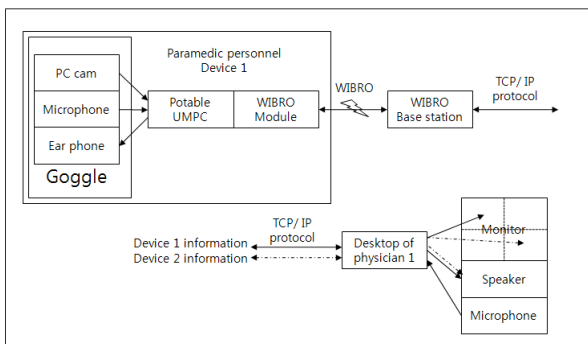 Paramedic personnel
Device 1
PC cam
Microphone
Ear phone
Goggle
Potable
UMPC
WIBRO
Module
WIBRO
WIBRO
Base station
TCP/ IP
protocol
TCP/ IP
protocol
Device 1 information
Device 2 information
Desktop of
physician 1
Monitor
Speaker
Microphone